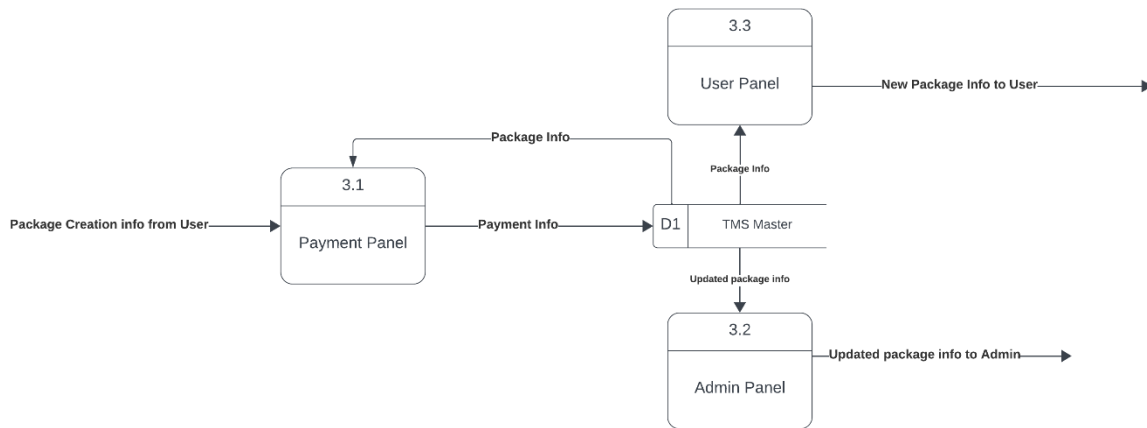 3.3
User Panel
New Package Info to User
Package Info
Package Info
3.1
Package Creation info from User
Payment Panel
Payment Info
D1
TMS Master
Updated package info
3.2
Updated package info to Admin
Admin Panel